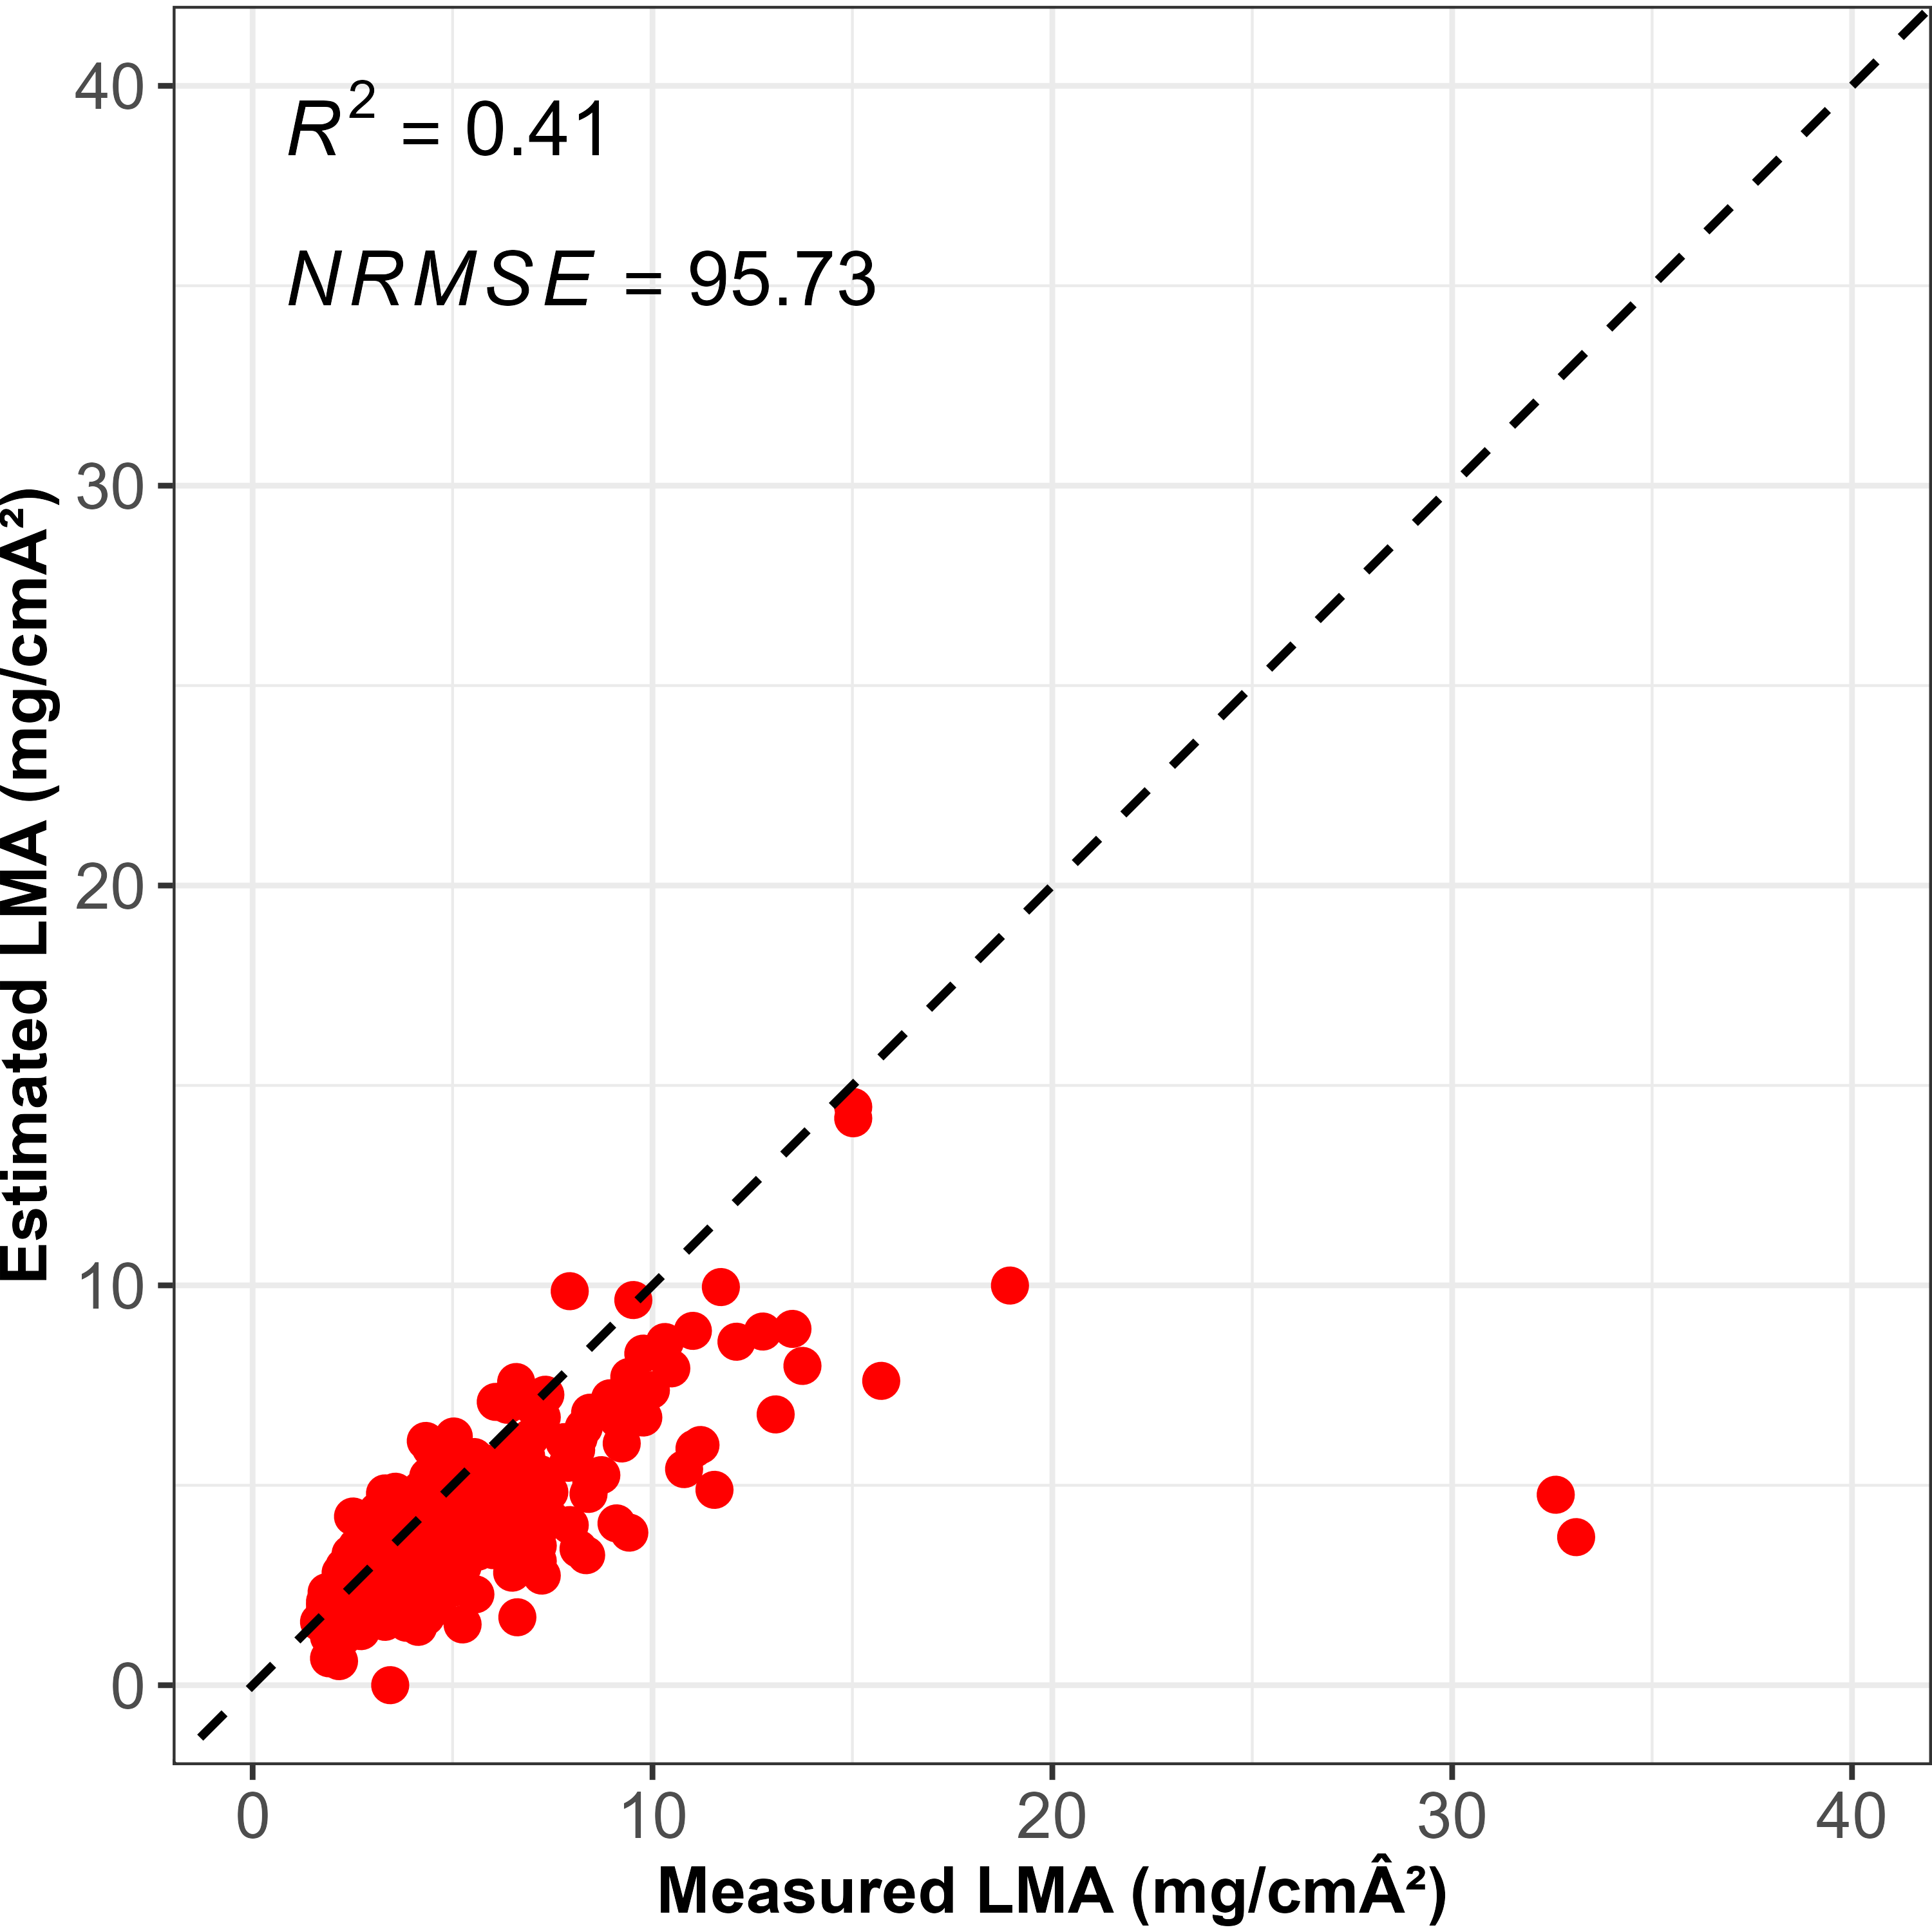 R² = 0.41
NRMSE = 95.73
40
30
20
10
0
Estimated LMA (mg/cmÂ²)
0 10 20 30 40
Measured LMA (mg/cmÂ²)